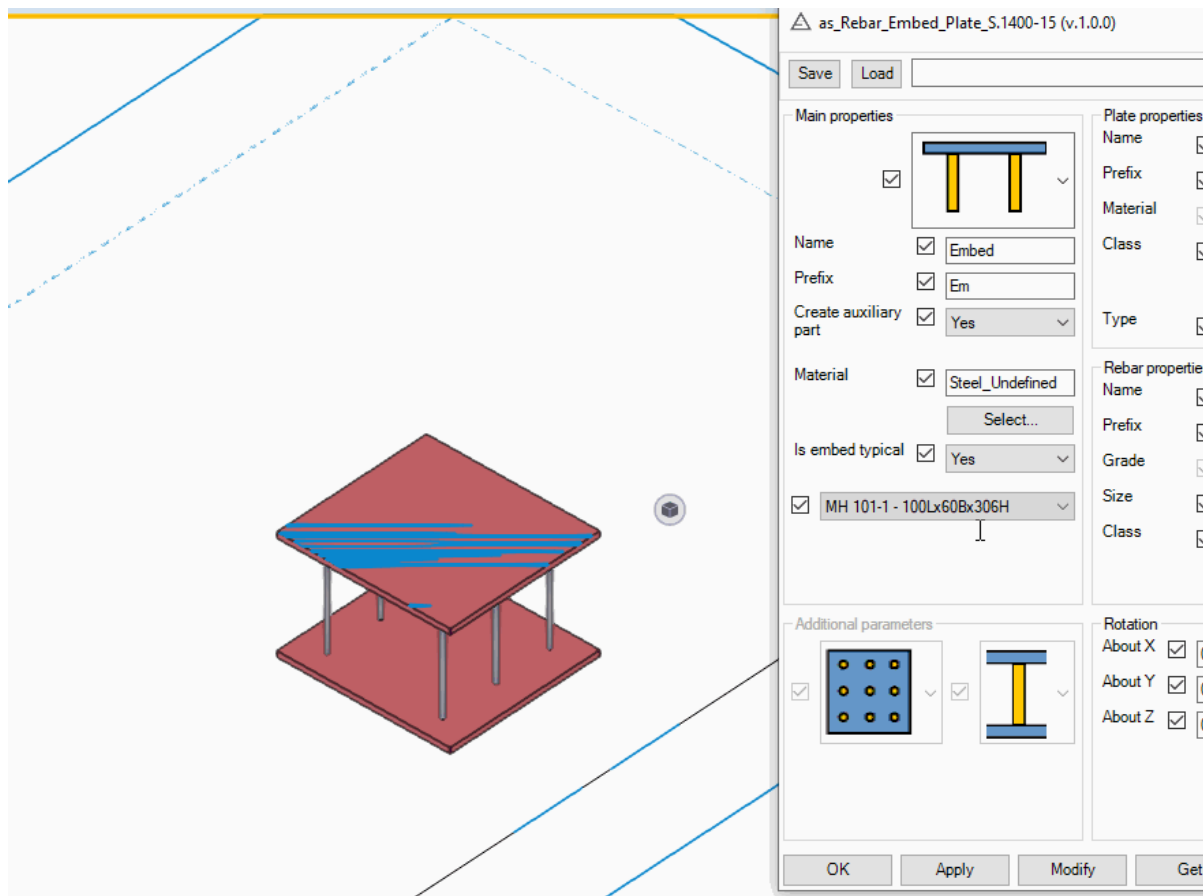 as_Rebar_Embed_Plate_S.1400-15 (v.1.0.0)
Save Load
Main properties
Name Embed
Prefix Em
Create auxiliary
part
Yes
Material Steel_Undefined
Select...
Is embed typical Yes
MH 101-1 - 100Lx60Bx306H
Additional parameters
Plate properties
Name
Prefix
Material
Class
Type
Rebar propertie
Name
Prefix
Grade
Size
Class
Rotation
About X
About Y
About Z
OK Apply Modify Get